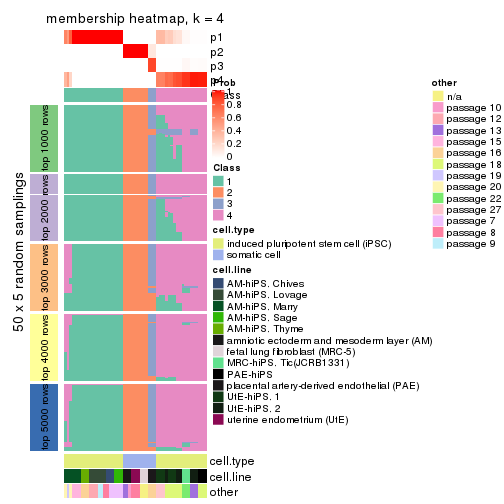 membership heatmap, k = 4
p1
p2
p3
p4
Prob
1
0.8
0.6
0.4
0.2
0
Class
Class
1
2
3
4
cell.type
induced pluripotent stem cell (iPSC)
somatic cell
cell.line
AM-hiPS. Chives
AM-hiPS. Lovage
AM-hiPS. Marry
AM-hiPS. Sage
AM-hiPS. Thyme
amniotic ectoderm and mesoderm layer (AM)
fetal lung fibroblast (MRC-5)
MRC-hiPS. Tic(JCRB1331)
PAE-hiPS
placental artery-derived endothelial (PAE)
UtE-hiPS. 1
UtE-hiPS. 2
uterine endometrium (UtE)
other
n/a
passage 10
passage 12
passage 13
passage 15
passage 16
passage 18
passage 19
passage 20
passage 22
passage 27
passage 7
passage 8
passage 9
50 x 5 random samplings
top 1000 rows
top 2000 rows
top 3000 rows
top 4000 rows
top 5000 rows
cell.type
cell.line
other